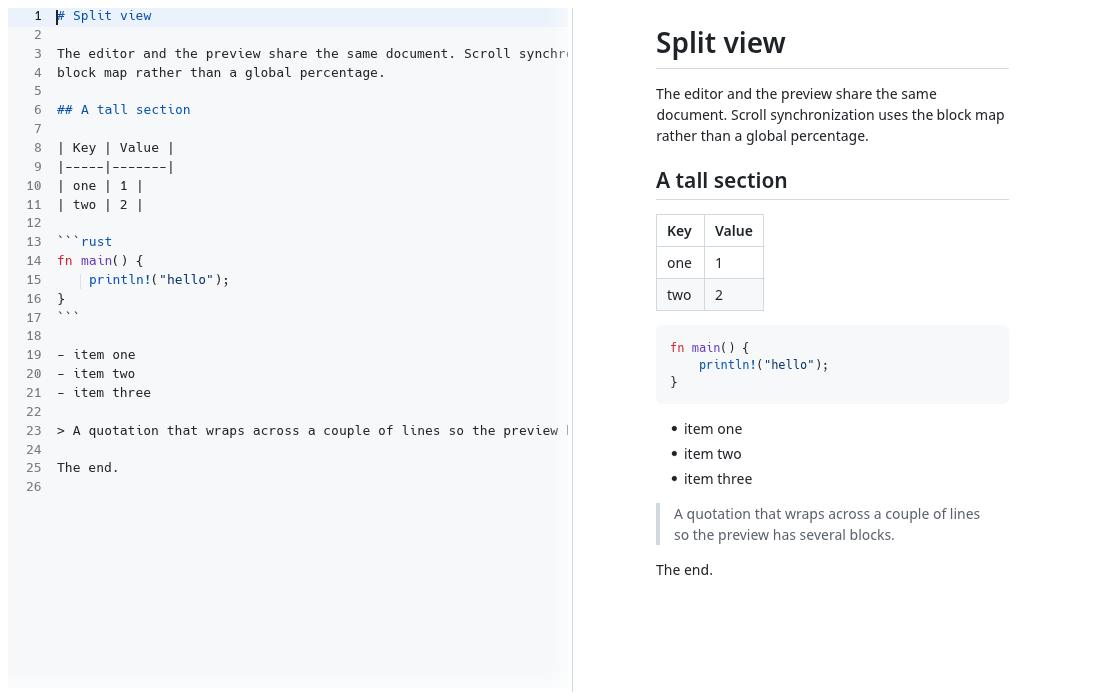 1 # Split view
2
3 The editor and the preview share the same document. Scroll
4 block map rather than a global percentage.
5
6 ## A tall section
7
8 | Key | Value |
9 |-----|-------|
10 | one | 1 |
11 | two | 2 |
12
13 ```rust
14 fn main() {
15 println!("hello");
16 }
17 ```
18
19 - item one
20 - item two
21 - item three
22
23 > A quotation that wraps across a couple of lines so the preview
24
25 The end.
26
Split view
The editor and the preview share the same
document. Scroll synchronization uses the block map
rather than a global percentage.
A tall section
Key Value
one 1
two 2
fn main() {
println!("hello");
}
• item one
• item two
• item three
A quotation that wraps across a couple of lines
so the preview has several blocks.
The end.